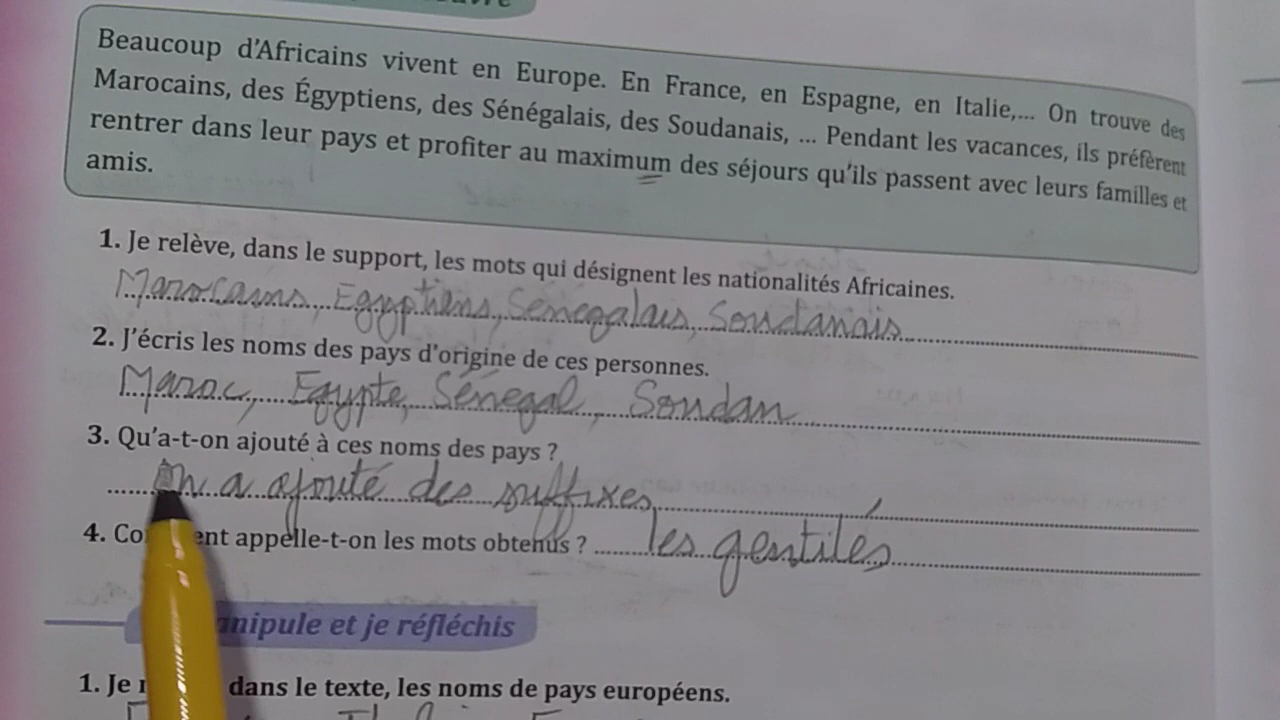 Beaucoup d'Africains vivent en Europe. En France, en Espagne, en Italie,... On trouve des
Marocains, des Égyptiens, des Sénégalais, des Soudanais, ... Pendant les vacances, ils préfèrent
rentrer dans leur pays et profiter au maximum des séjours qu'ils passent avec leurs familles et
amis.
1. Je relève, dans le support, les mots qui désignent les nationalités Africaines.
Marocains, Egyptiens, Sénégalais, Soudanais
2. J'écris les noms des pays d'origine de ces personnes.
Maroc, Egypte, Sénegal, Soudan
3. Qu'a-t-on ajouté à ces noms des pays ?
On a ajouté des suffixes
4. Co ent appelle-t-on les mots obtenus ? les gentilés
nipule et je réfléchis
1. Je dans le texte, les noms de pays européens.